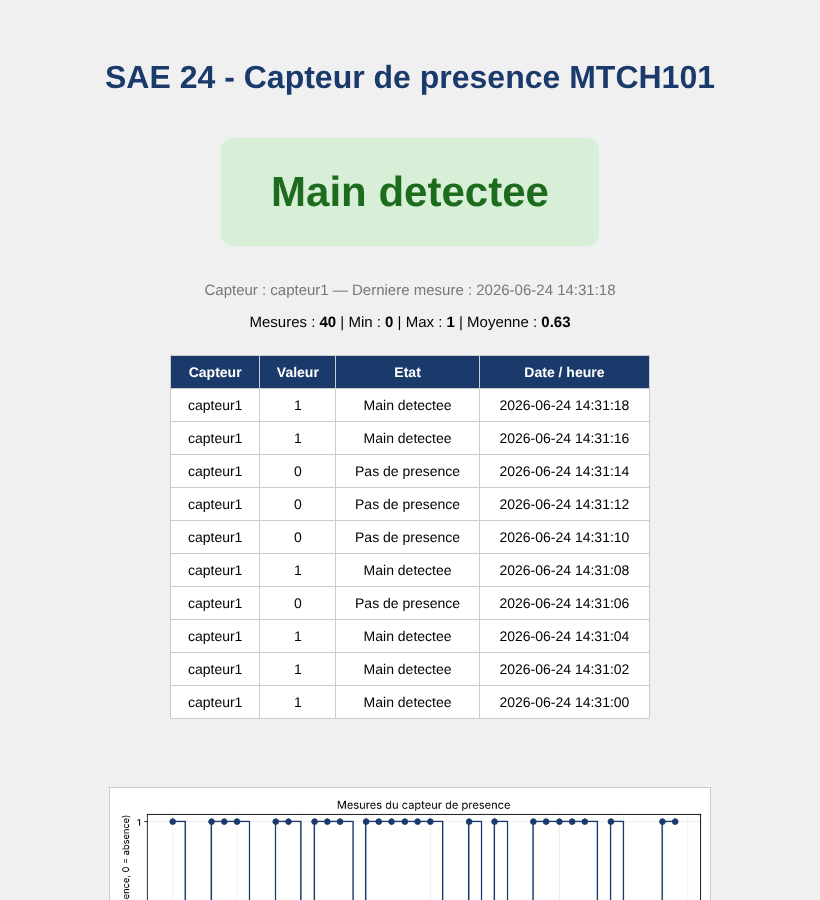 SAE 24 - Capteur de presence MTCH101
Main detectee
Capteur : capteur1 — Derniere mesure : 2026-06-24 14:31:18
Mesures : 40 | Min : 0 | Max : 1 | Moyenne : 0.63
Capteur Valeur Etat Date / heure
capteur1 1 Main detectee 2026-06-24 14:31:18
capteur1 1 Main detectee 2026-06-24 14:31:16
capteur1 0 Pas de presence 2026-06-24 14:31:14
capteur1 0 Pas de presence 2026-06-24 14:31:12
capteur1 0 Pas de presence 2026-06-24 14:31:10
capteur1 1 Main detectee 2026-06-24 14:31:08
capteur1 0 Pas de presence 2026-06-24 14:31:06
capteur1 1 Main detectee 2026-06-24 14:31:04
capteur1 1 Main detectee 2026-06-24 14:31:02
capteur1 1 Main detectee 2026-06-24 14:31:00
Mesures du capteur de presence
1
ence, 0 = absence)